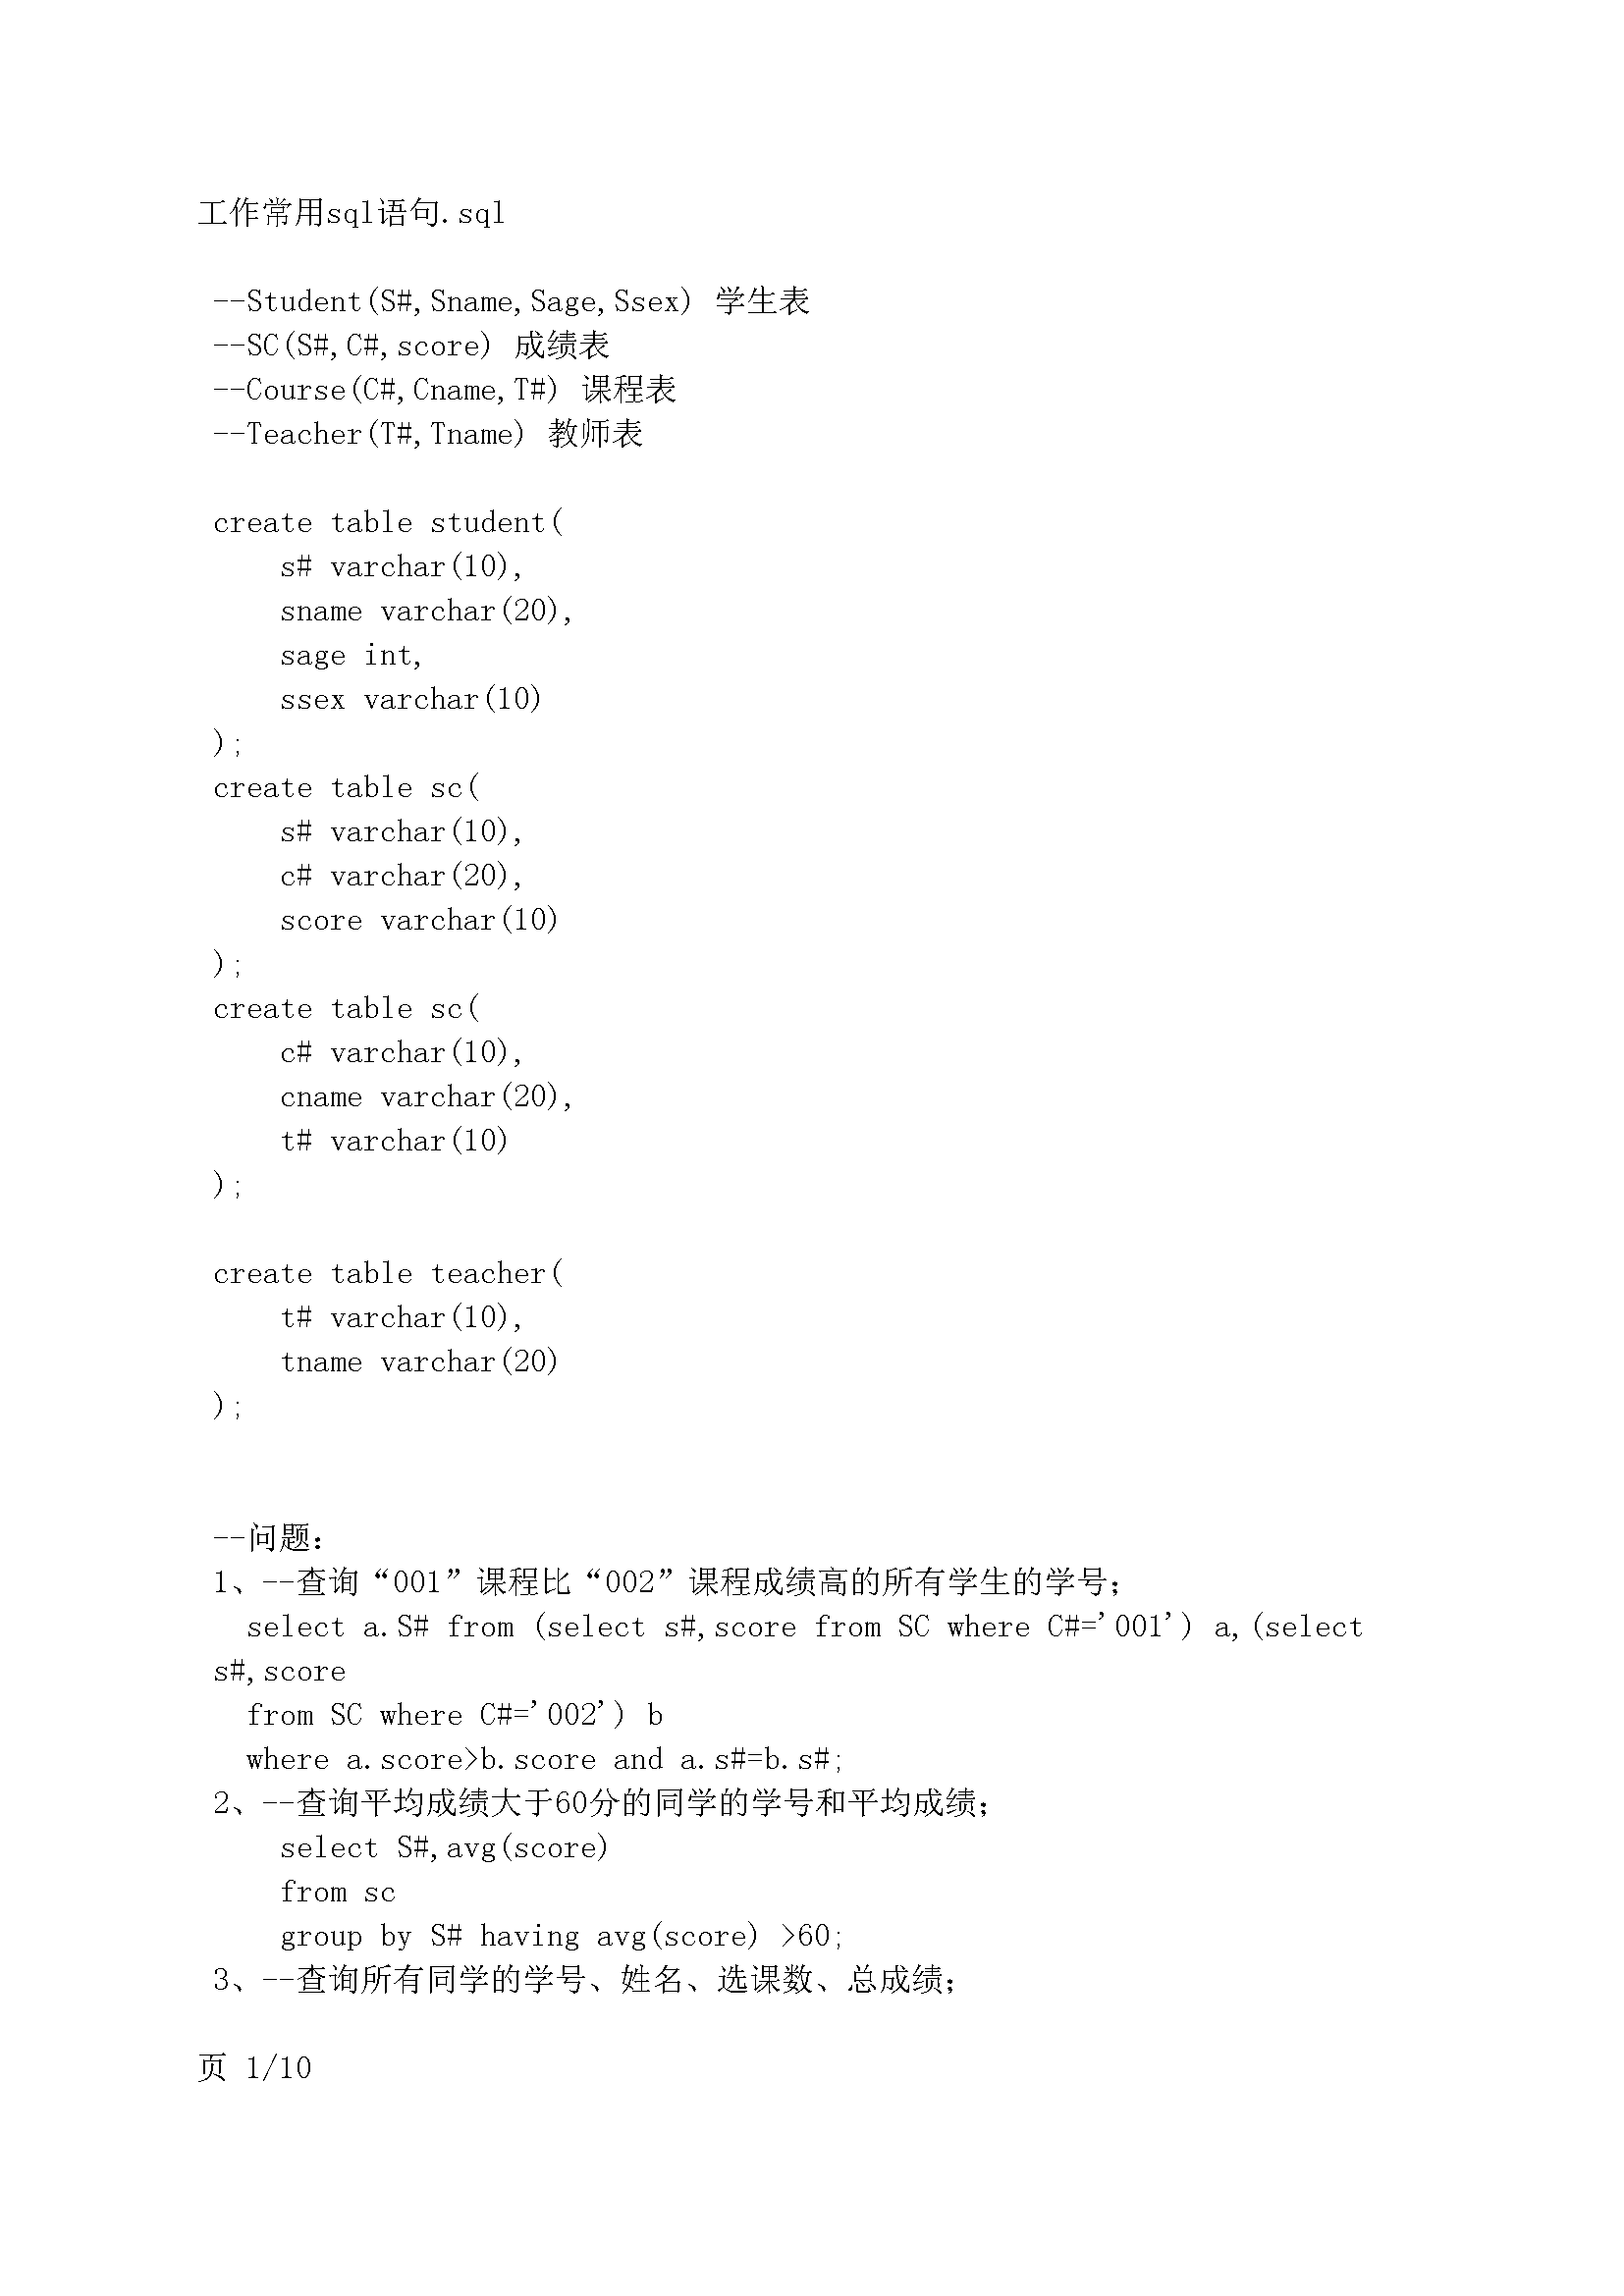 工作常用sql语句.sql
--Student(S#,Sname,Sage,Ssex) 学生表
--SC(S#,C#,score) 成绩表
--Course(C#,Cname,T#) 课程表
--Teacher(T#,Tname) 教师表
create table student(
    s# varchar(10),
    sname varchar(20),
    sage int,
    ssex varchar(10)
);
create table sc(
    s# varchar(10),
    c# varchar(20),
    score varchar(10)
);
create table sc(
    c# varchar(10),
    cname varchar(20),
    t# varchar(10)
);
create table teacher(
    t# varchar(10),
    tname varchar(20)
);
--问题：
1、--查询“001”课程比“002”课程成绩高的所有学生的学号；
  select a.S# from (select s#,score from SC where C#='001') a,(select
s#,score
  from SC where C#='002') b
  where a.score>b.score and a.s#=b.s#;
2、--查询平均成绩大于60分的同学的学号和平均成绩；
    select S#,avg(score)
    from sc
    group by S# having avg(score) >60;
3、--查询所有同学的学号、姓名、选课数、总成绩；
页 1/10